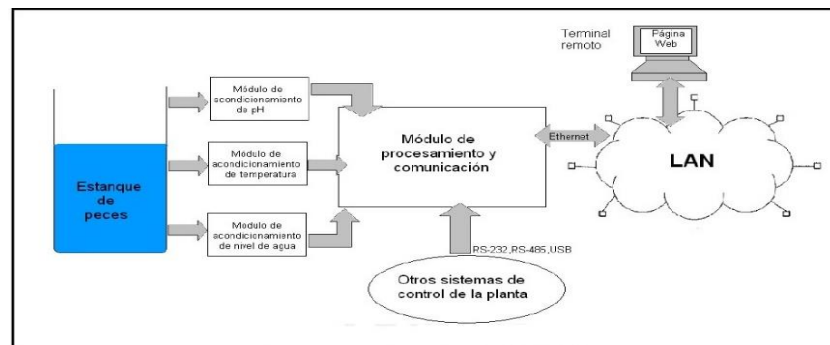 Terminal
remoto
Página
Web
Módulo de
acondicionamiento
de pH
Módulo de
procesamiento y
comunicación
Ethernet
LAN
Módulo de
acondicionamiento
de temperatura
Estanque
de
peces
Modulo de
acondicionamiento
de nivel de agua
RS-232,RS-485,USB
Otros sistemas de
control de la planta